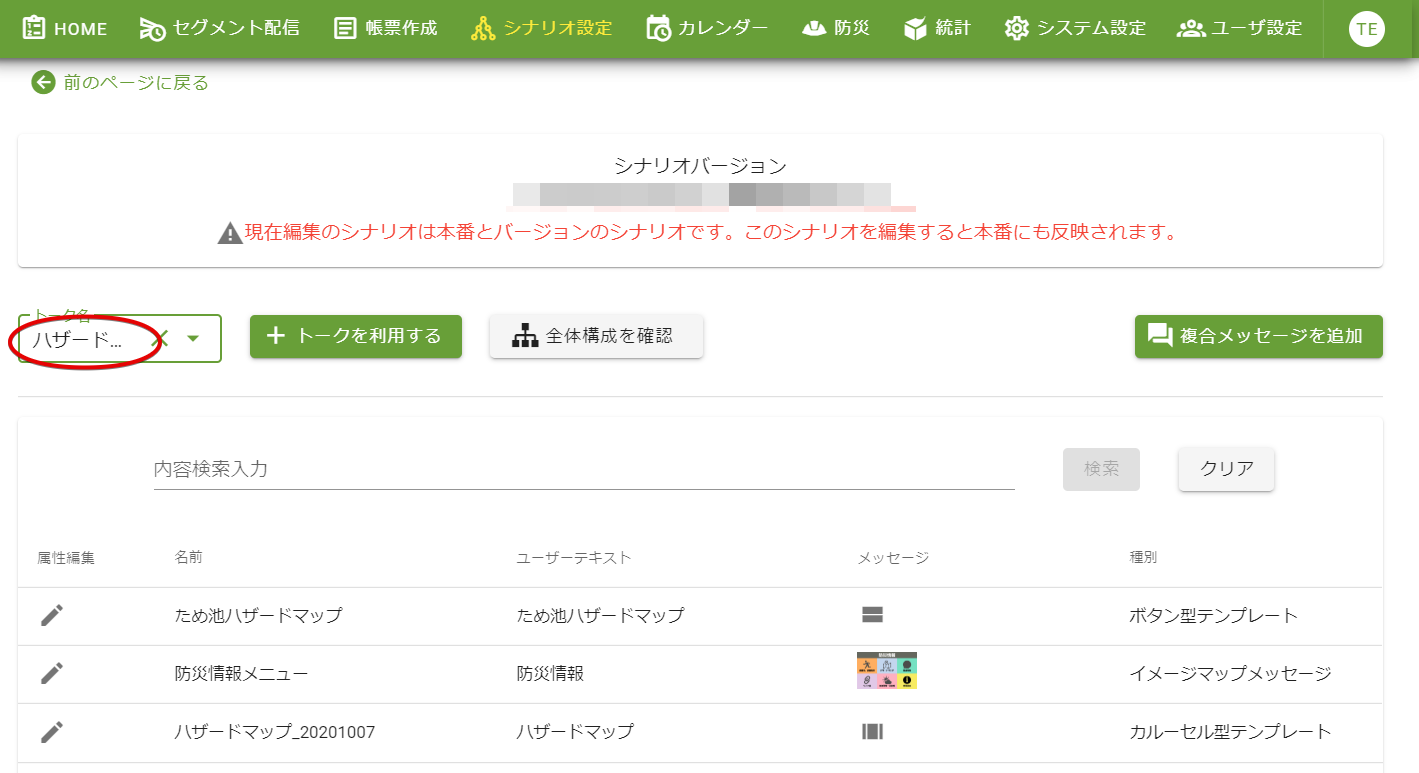 HOME セグメント配信 帳票作成 シナリオ設定 カレンダー 防災 統計 システム設定 ユーザ設定 TE
前のページに戻る
シナリオバージョン
現在編集のシナリオは本番とバージョンのシナリオです。このシナリオを編集すると本番にも反映されます。
トーク名
ハザード... トークを利用する 全体構成を確認 複合メッセージを追加
内容検索入力 検索 クリア
属性編集 名前 ユーザーテキスト メッセージ 種別
ため池ハザードマップ ため池ハザードマップ ボタン型テンプレート
防災情報メニュー 防災情報 イメージマップメッセージ
ハザードマップ_20201007 ハザードマップ カルーセル型テンプレート